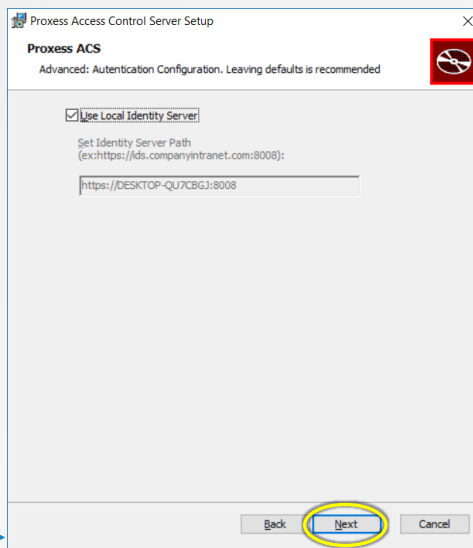 Proxess Access Control Server Setup
Proxess ACS
Advanced: Autentication Configuration. Leaving defaults is recommended
Use Local Identity Server
Set Identity Server Path
(ex:https://ids.companyintranet.com:8008):
https://DESKTOP-QU7CBGJ:8008
Back Next Cancel